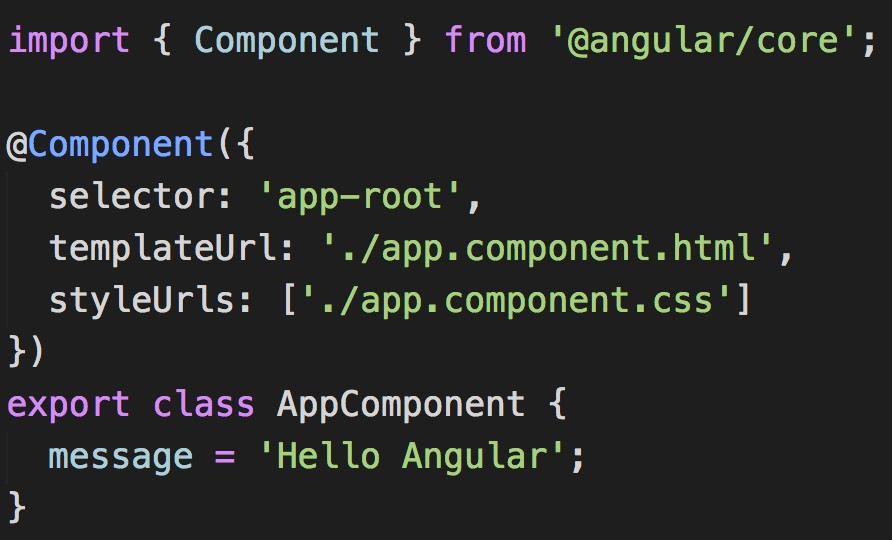 import { Component } from '@angular/core';
@Component({
  selector: 'app-root',
  templateUrl: './app.component.html',
  styleUrls: ['./app.component.css']
})
export class AppComponent {
  message = 'Hello Angular';
}